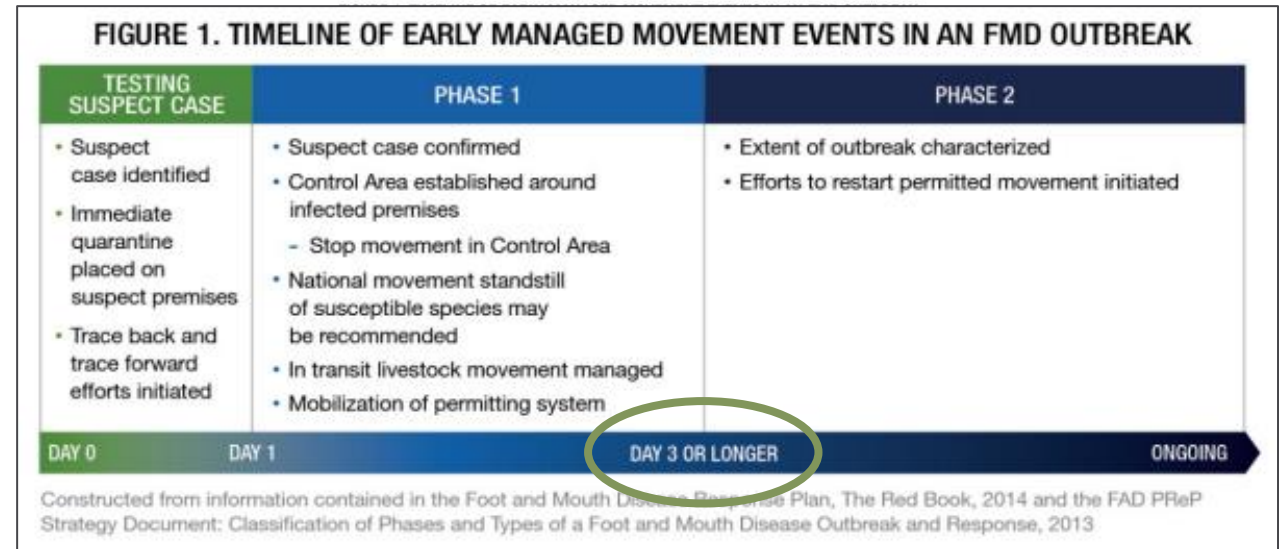 FIGURE 1. TIMELINE OF EARLY MANAGED MOVEMENT EVENTS IN AN FMD OUTBREAK
TESTING
SUSPECT CASE
• Suspect
case identified
• Immediate
quarantine
placed on
suspect premises
• Trace back and
trace forward
efforts initiated
PHASE 1
• Suspect case confirmed
• Control Area established around
infected premises
- Stop movement in Control Area
• National movement standstill
of susceptible species may
be recommended
• In transit livestock movement managed
• Mobilization of permitting system
PHASE 2
• Extent of outbreak characterized
• Efforts to restart permitted movement initiated
DAY 0 DAY 1 DAY 3 OR LONGER ONGOING
Constructed from information contained in the Foot and Mouth Disease Response Plan, The Red Book, 2014 and the FAD PReP
Strategy Document: Classification of Phases and Types of a Foot and Mouth Disease Outbreak and Response, 2013